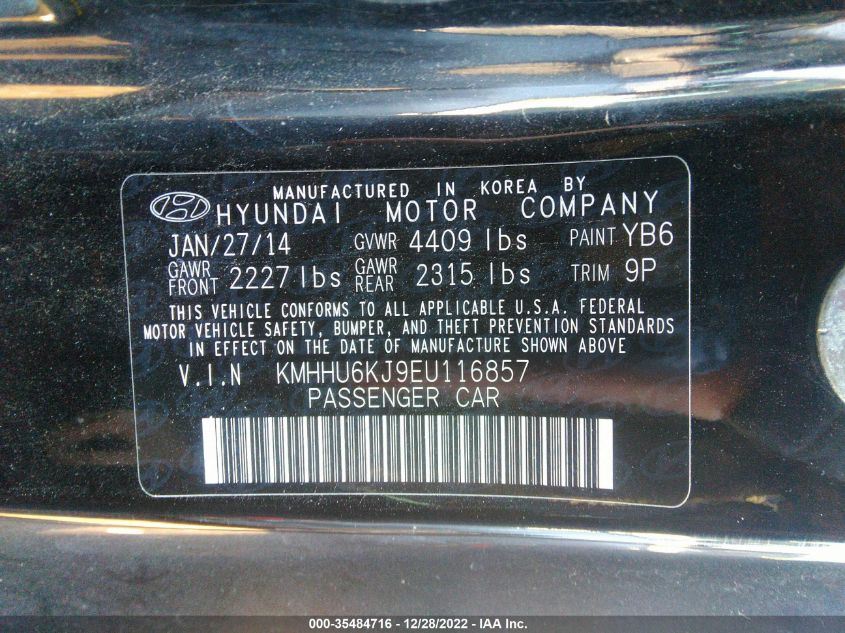 MANUFACTURED IN KOREA BY
HYUNDAI MOTOR COMPANY
JAN/27/14 GVWR 4409 lbs PAINT YB6
GAWR FRONT 2227 lbs GAWR REAR 2315 lbs TRIM 9P
THIS VEHICLE CONFORMS TO ALL APPLICABLE U.S.A. FEDERAL
MOTOR VEHICLE SAFETY, BUMPER, AND THEFT PREVENTION STANDARDS
IN EFFECT ON THE DATE OF MANUFACTURE SHOWN ABOVE
V.I.N KMHHU6KJ9EU116857
PASSENGER CAR
000-35484716 - 12/28/2022 - IAA Inc.